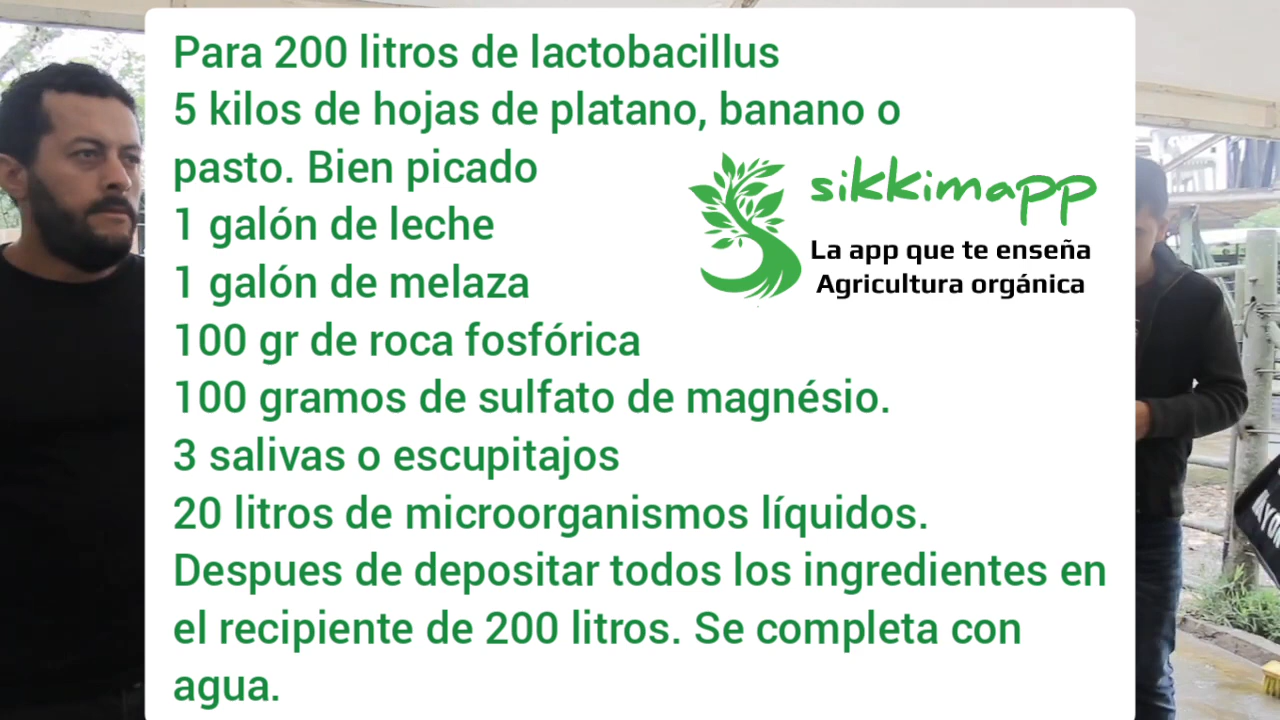 Para 200 litros de lactobacillus
5 kilos de hojas de platano, banano o
pasto. Bien picado
1 galón de leche
1 galón de melaza
100 gr de roca fosfórica
100 gramos de sulfato de magnésio.
3 salivas o escupitajos
20 litros de microorganismos líquidos.
Despues de depositar todos los ingredientes en
el recipiente de 200 litros. Se completa con
agua.
sikkimapp
La app que te enseña
Agricultura orgánica